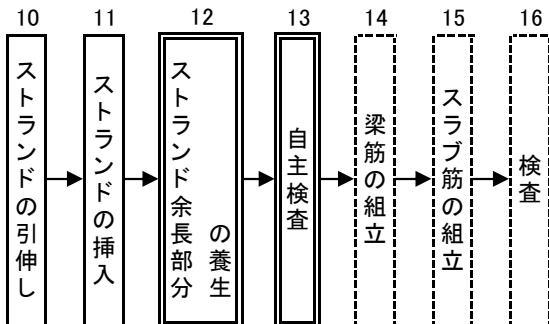 10
11
12
13
14
15
16
ストランドの引伸し
ストランドの挿入
ストランド余長部分
の養生
自主検査
梁筋の組立
スラブ筋の組立
検査